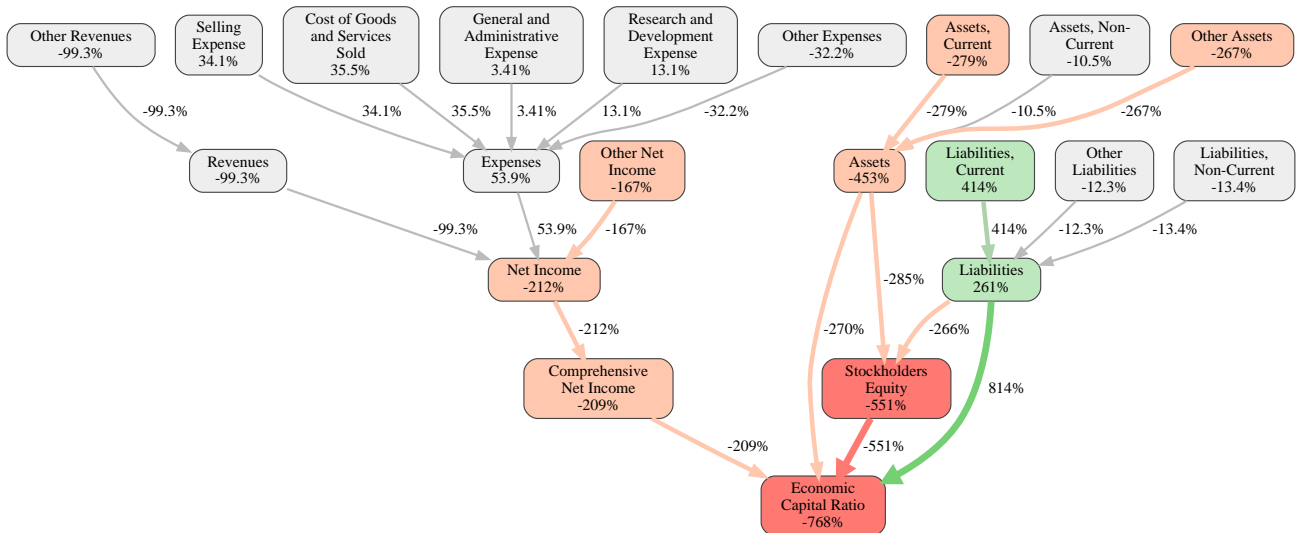 Other Revenues
-99.3%
Selling
Expense
34.1%
Cost of Goods
and Services
Sold
35.5%
General and
Administrative
Expense
3.41%
Research and
Development
Expense
13.1%
Other Expenses
-32.2%
Assets,
Current
-279%
Assets, Non-
Current
-10.5%
Other Assets
-267%
-99.3%
34.1%
35.5%
3.41%
13.1%
-32.2%
-279%
-10.5%
-267%
Revenues
-99.3%
Expenses
53.9%
Other Net
Income
-167%
Assets
-453%
Liabilities,
Current
414%
Other
Liabilities
-12.3%
Liabilities,
Non-Current
-13.4%
-99.3%
53.9%
-167%
-285%
414%
-12.3%
-13.4%
Net Income
-212%
Liabilities
261%
-212%
-270%
-266%
814%
Comprehensive
Net Income
-209%
Stockholders
Equity
-551%
-209%
-551%
Economic
Capital Ratio
-768%